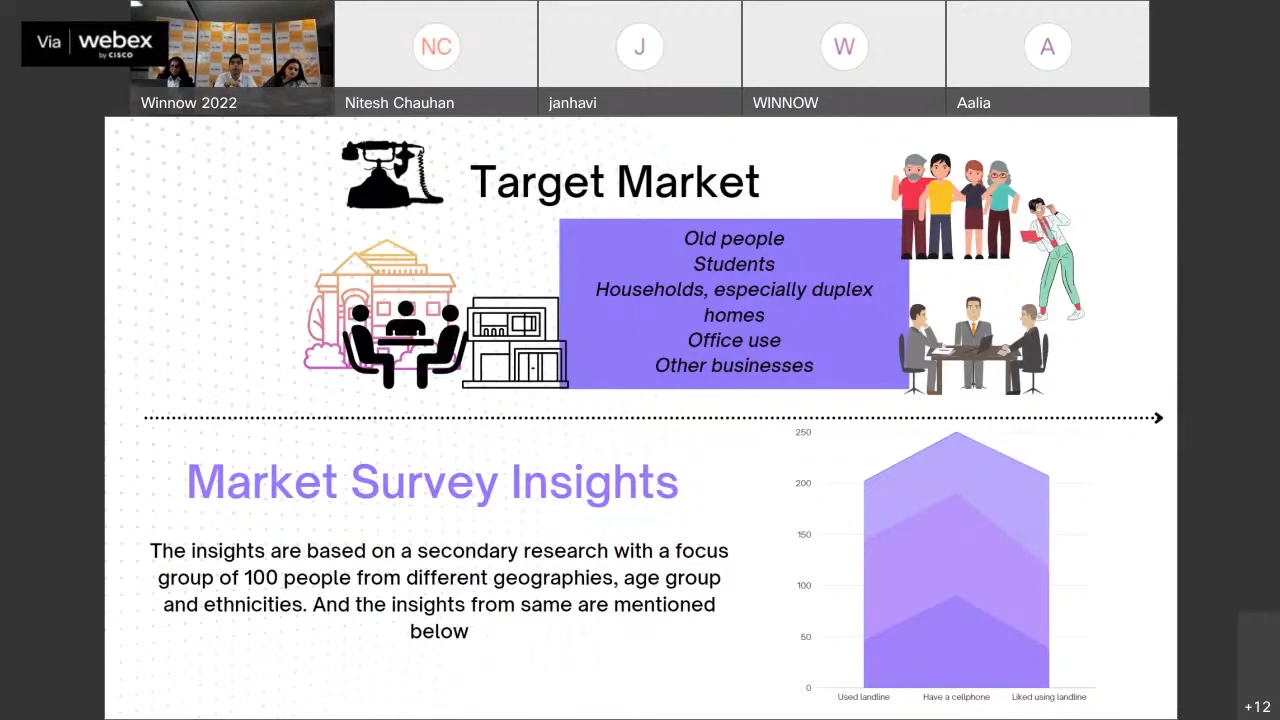 Via webex
by CISCO
NC
J
W
A
Winnow 2022
Nitesh Chauhan
janhavi
WINNOW
Aalia
Target Market
Old people
Students
Households, especially duplex
homes
Office use
Other businesses
Market Survey Insights
The insights are based on a secondary research with a focus
group of 100 people from different geographies, age group
and ethnicities. And the insights from same are mentioned
below
250
200
150
100
50
0
Used landline
Have a cellphone
Liked using landline
+12